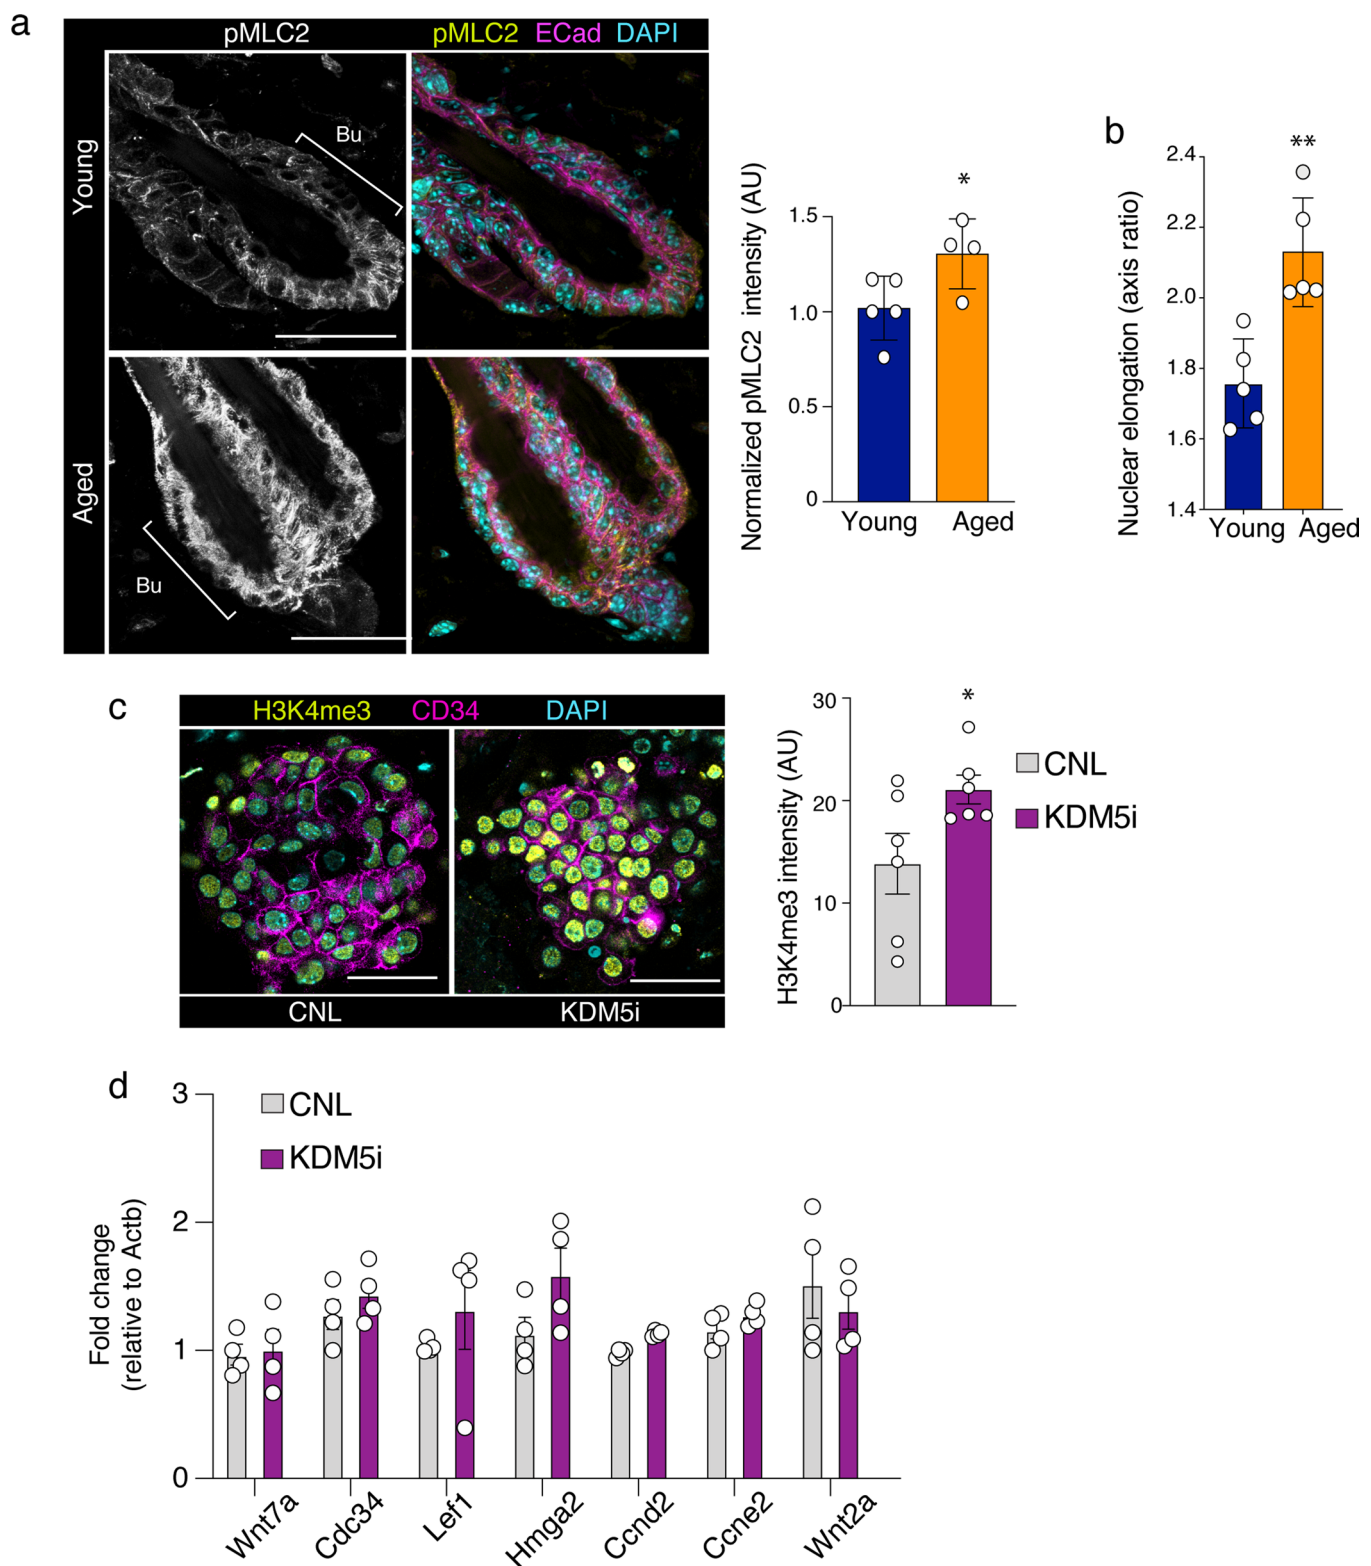 a
pMLC2
pMLC2 ECad DAPI
Young
Bu
Aged
Bu
Normalized pMLC2 intensity (AU)
1.5
1.0
0.5
0
*
Young Aged
b
Nuclear elongation (axis ratio)
2.4
2.2
2.0
1.8
1.6
1.4
**
Young Aged
c
H3K4me3 CD34 DAPI
CNL KDM5i
H3K4me3 intensity (AU)
30
20
10
0
*
CNL
KDM5i
d
Fold change
(relative to Actb)
3
2
1
0
CNL
KDM5i
Wnt7a
Cdc34
Lef1
Hmga2
Ccnd2
Ccne2
Wnt2a